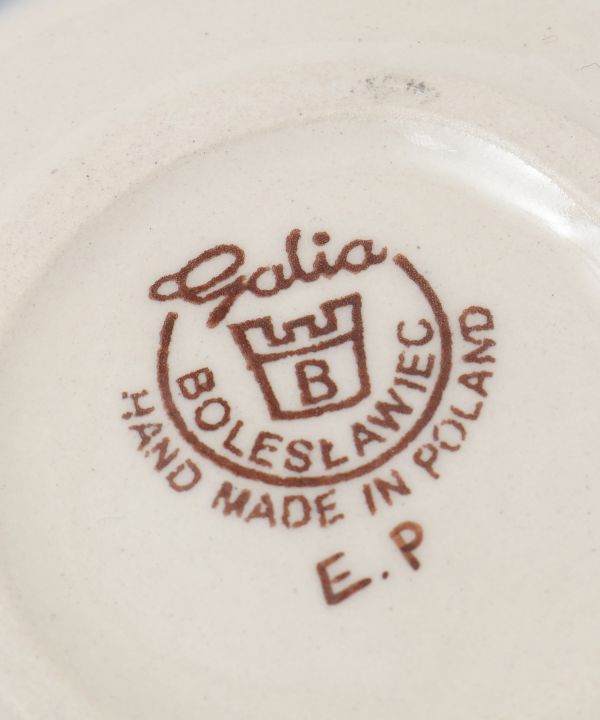 Galia
B
BOLESŁAWIEC
HAND MADE IN POLAND
E.P